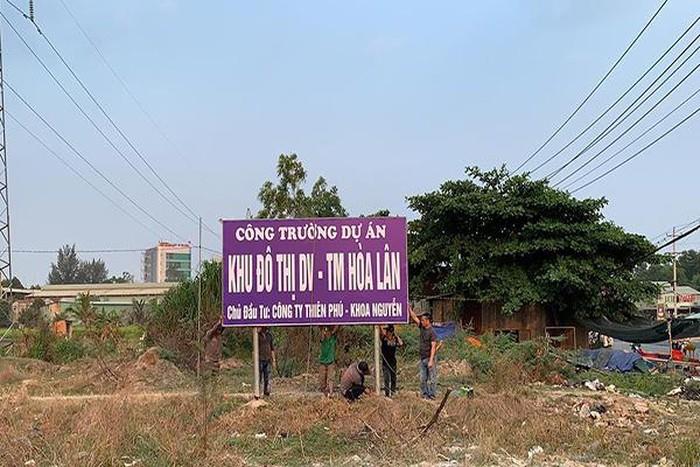 CÔNG TRƯỜNG DỰ ÁN
KHU ĐÔ THỊ DV - TM HÒA LÂN
Chủ Đầu Tư: CÔNG TY THIÊN PHÚ - KHOA NGUYỄN